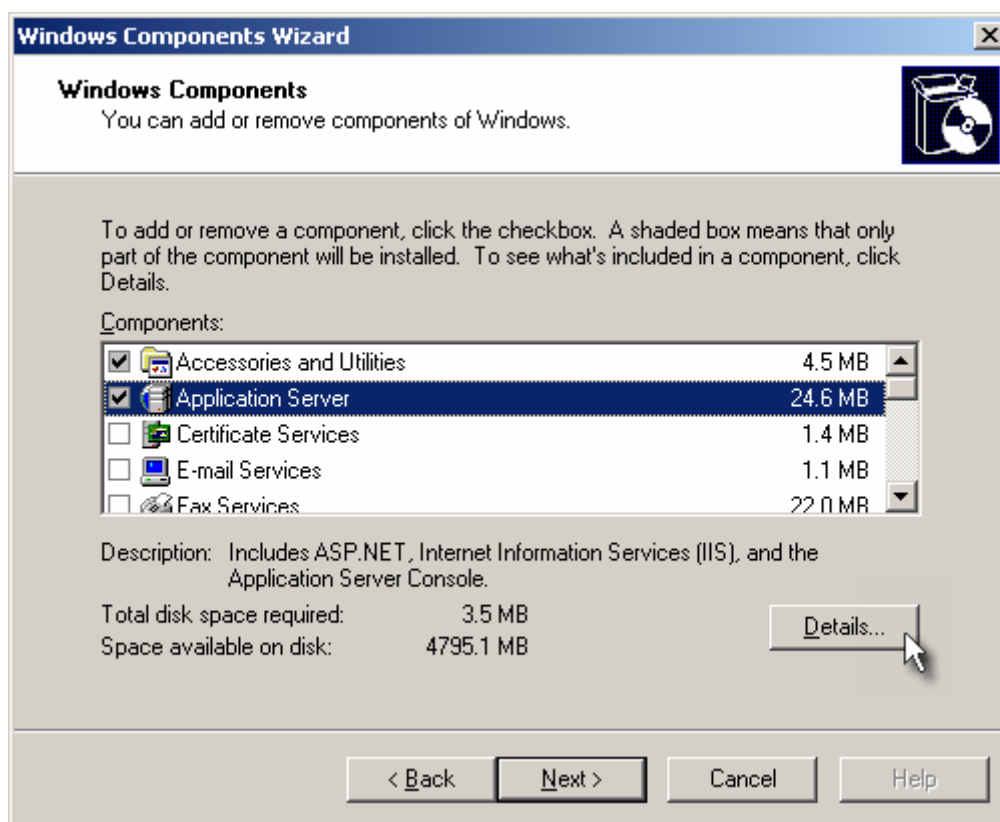 Windows Components Wizard
Windows Components
You can add or remove components of Windows.
To add or remove a component, click the checkbox. A shaded box means that only
part of the component will be installed. To see what's included in a component, click
Details.
Components:
Accessories and Utilities 4.5 MB
Application Server 24.6 MB
Certificate Services 1.4 MB
E-mail Services 1.1 MB
Fax Services 22.0 MB
Description: Includes ASP.NET, Internet Information Services (IIS), and the
Application Server Console.
Total disk space required: 3.5 MB
Space available on disk: 4795.1 MB
Details...
< Back Next > Cancel Help